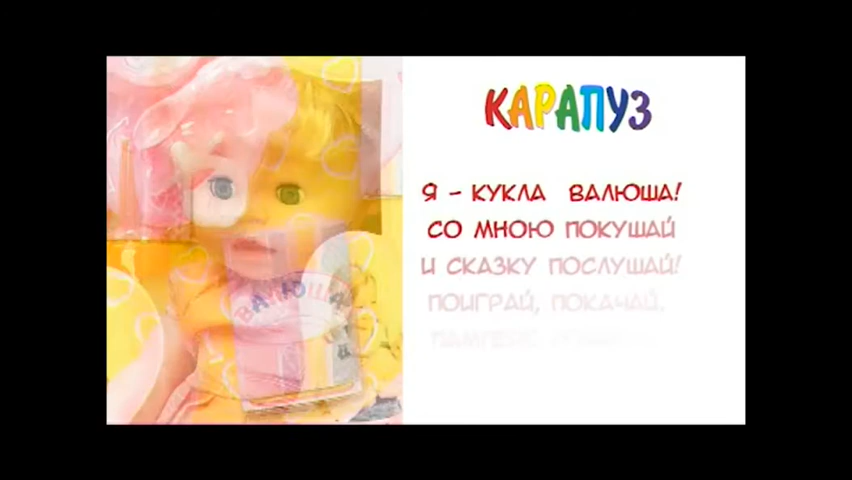 КАРАПУЗ
Я - КУКЛА ВАЛЮША!
СО МНОЮ ПОКУШАЙ
И СКАЗКУ ПОСЛУШАЙ!
ПОИГРАЙ, ПОКАЧАЙ,
ВАЛЮША